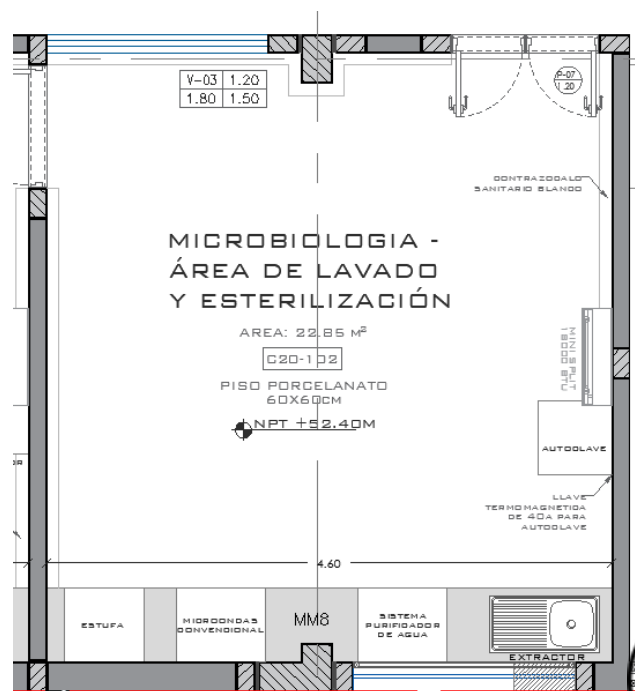 V-03 1.20
1.80 1.50
P-07
1.20
CONTRAZOCALO
SANITARIO BLANCO
MICROBIOLOGIA -
ÁREA DE LAVADO
Y ESTERILIZACIÓN
AREA: 22.85 M²
C20-102
PISO PORCELANATO
60X60CM
NPT +52.40M
MINI SPLIT
18000 BTU
AUTOCLAVE
LLAVE
TERMOMAGNETICA
DE 40A PARA
AUTOCLAVE
4.60
ESTUFA
MICROONDAS
CONVENCIONAL
MM8
SISTEMA
PURIFICADOR
DE AGUA
EXTRACTOR